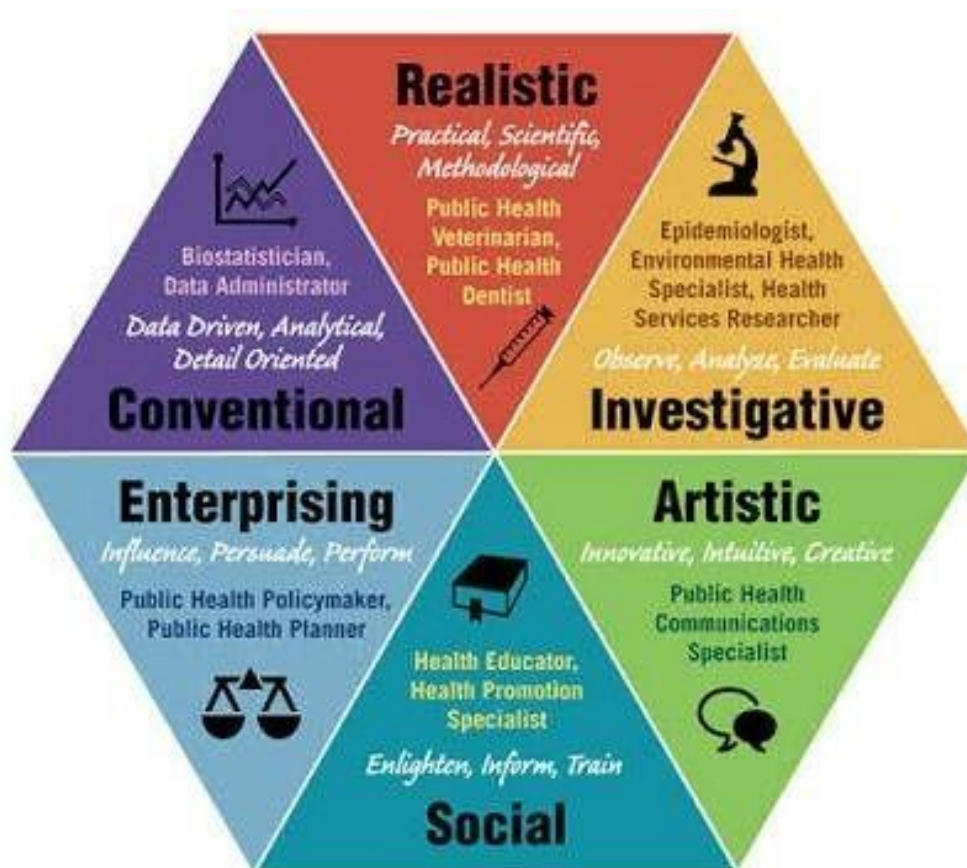 Realistic
Practical, Scientific,
Methodological
Public Health
Veterinarian,
Public Health
Dentist
Epidemiologist,
Environmental Health
Specialist, Health
Services Researcher
Observe, Analyze, Evaluate
Investigative
Artistic
Innovative, Intuitive, Creative
Public Health
Communications
Specialist
Health Educator,
Health Promotion
Specialist
Enlighten, Inform, Train
Social
Enterprising
Influence, Persuade, Perform
Public Health Policymaker,
Public Health Planner
Biostatistician,
Data Administrator
Data Driven, Analytical,
Detail Oriented
Conventional